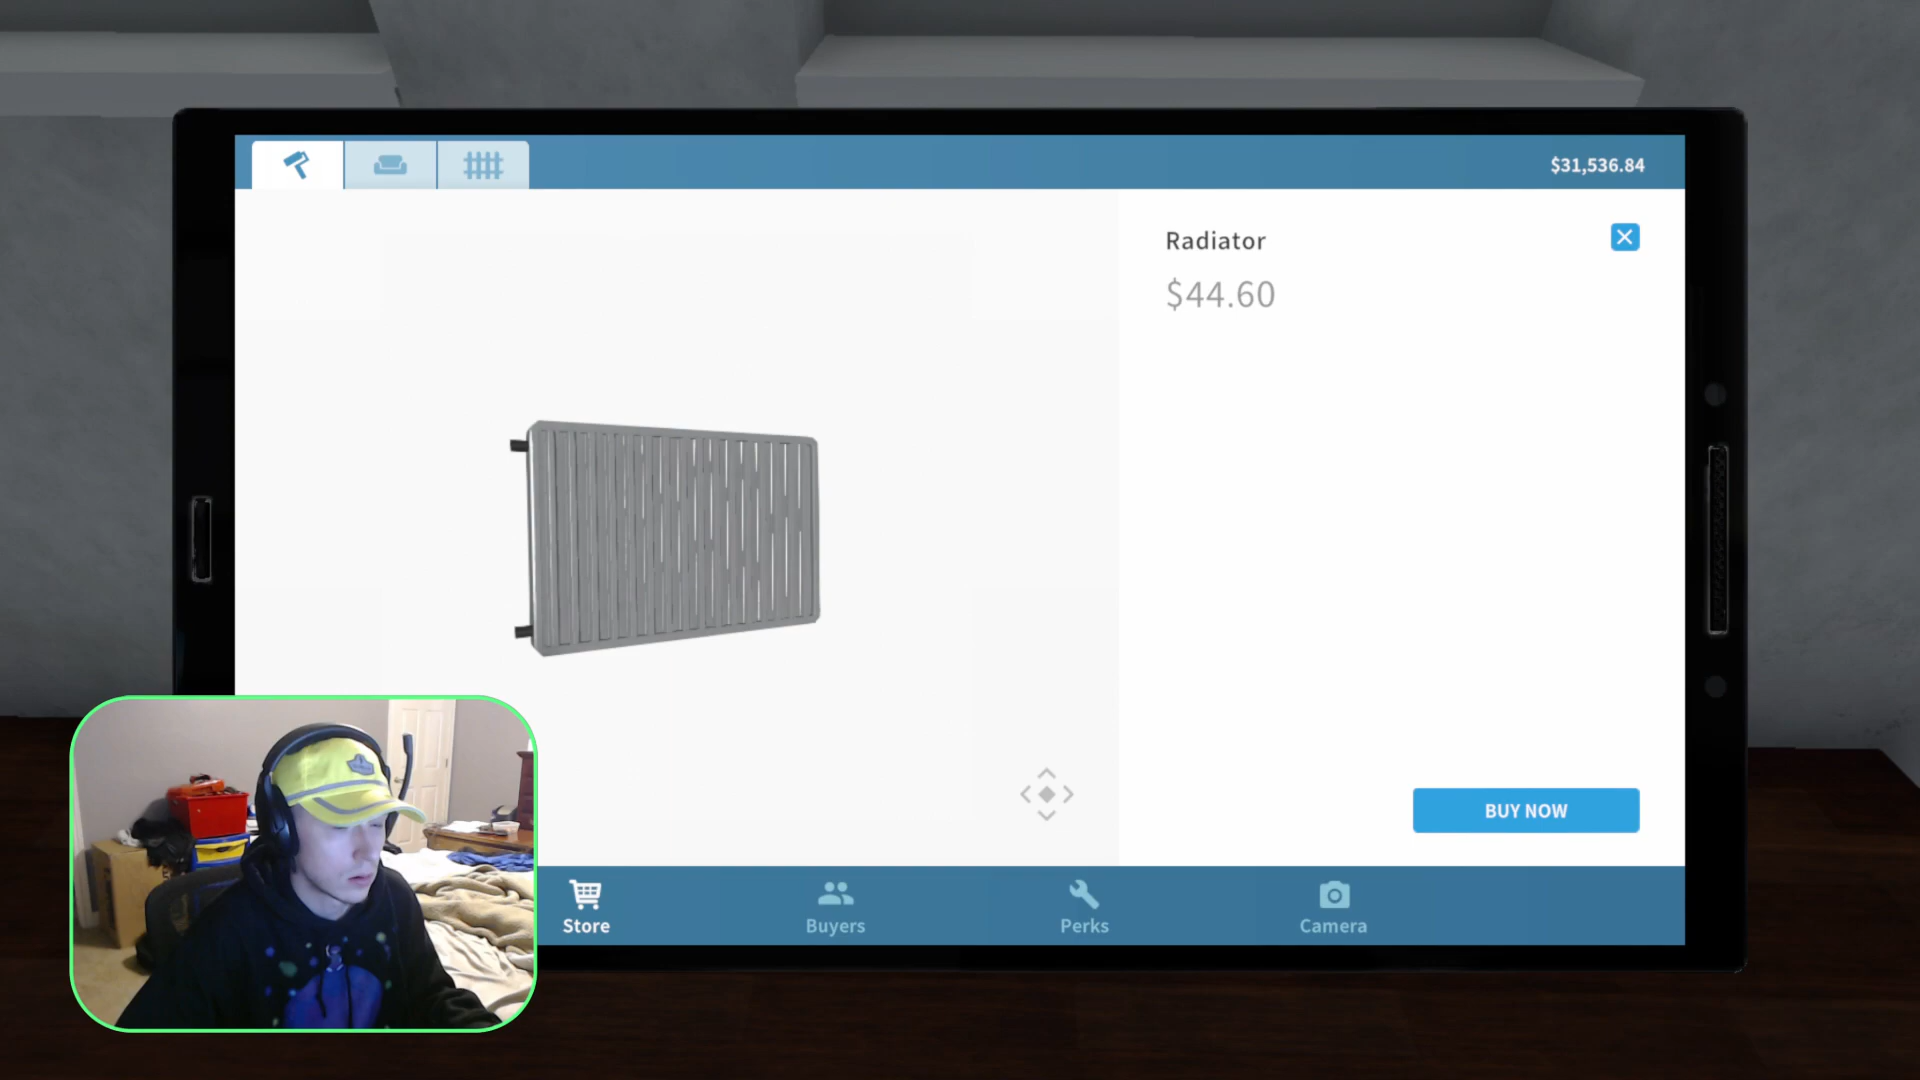 $31,536.84
Radiator
$44.60
BUY NOW
Store
Buyers
Perks
Camera